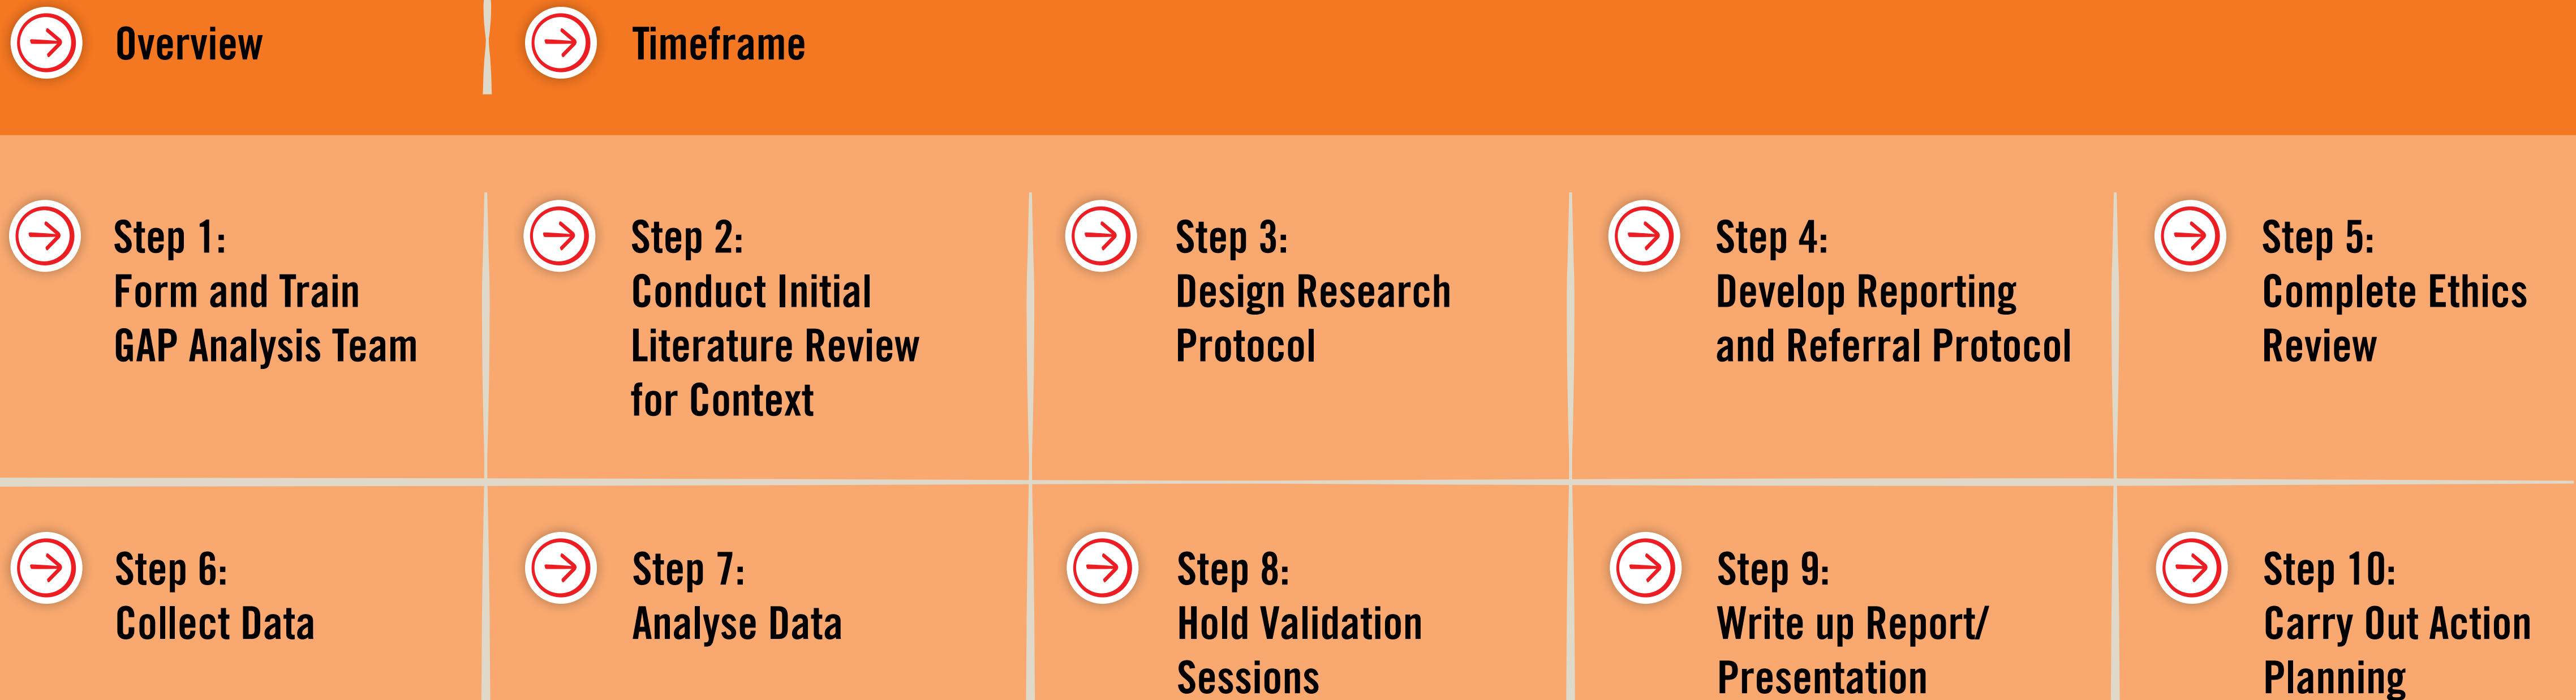 Overview
Timeframe
Step 1:
Form and Train
GAP Analysis Team
Step 2:
Conduct Initial
Literature Review
for Context
Step 3:
Design Research
Protocol
Step 4:
Develop Reporting
and Referral Protocol
Step 5:
Complete Ethics
Review
Step 6:
Collect Data
Step 7:
Analyse Data
Step 8:
Hold Validation
Sessions
Step 9:
Write up Report/
Presentation
Step 10:
Carry Out Action
Planning